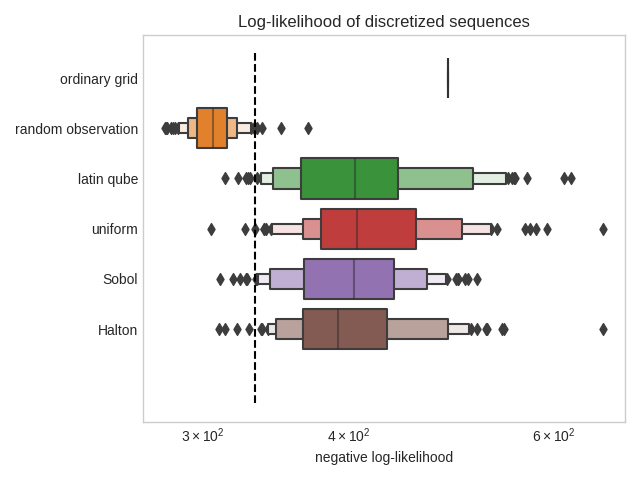 Log-likelihood of discretized sequences
ordinary grid
random observation
latin qube
uniform
Sobol
Halton
3 × 10²
4 × 10²
6 × 10²
negative log-likelihood